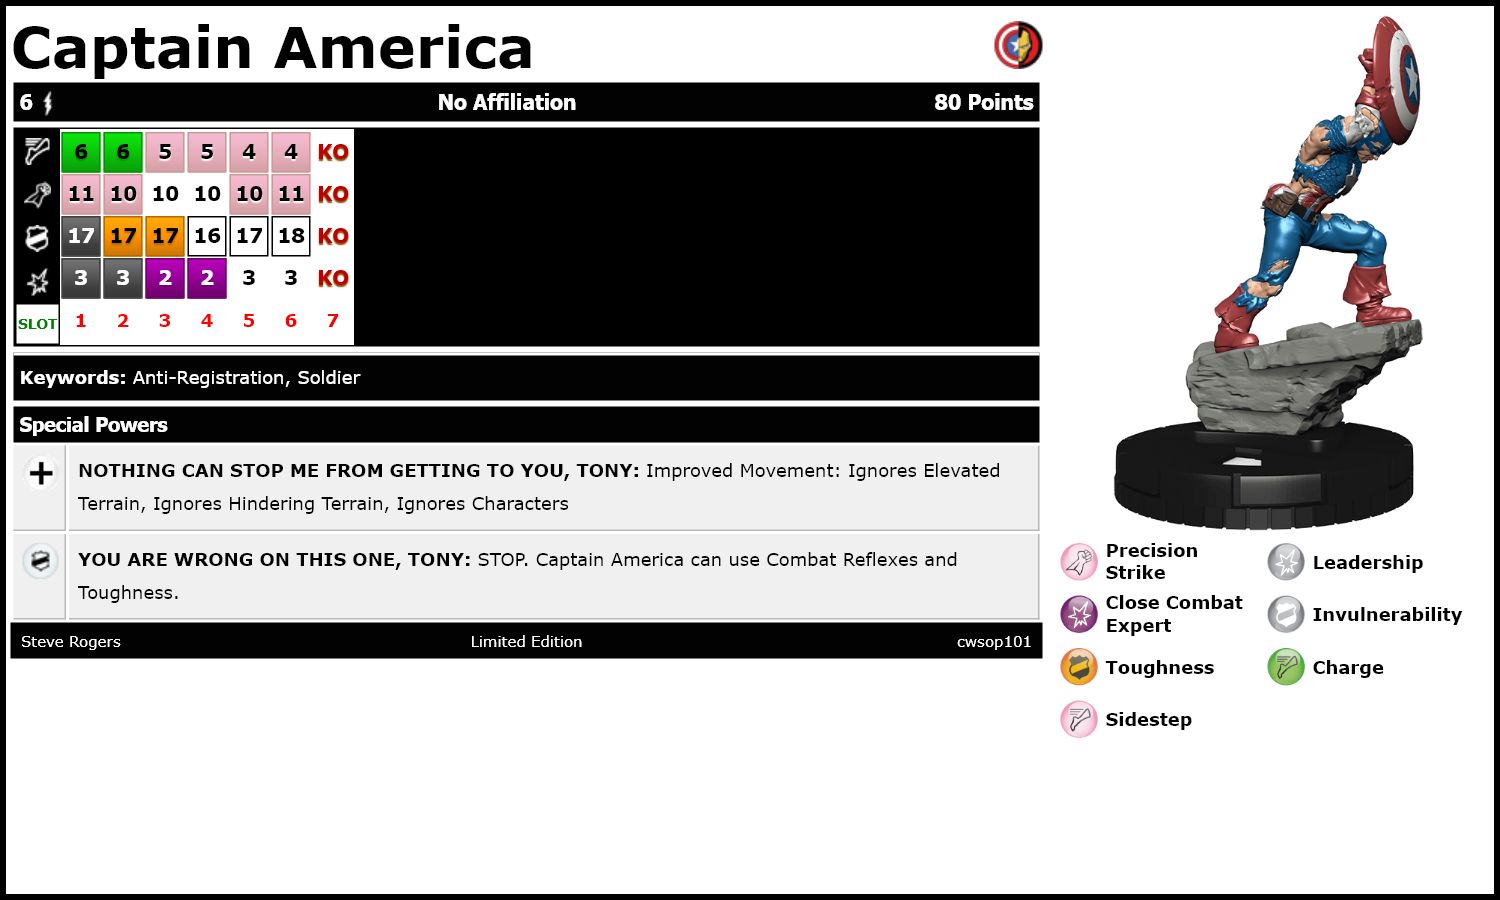 Captain America
6 No Affiliation 80 Points
6 6 5 5 4 4 KO
11 10 10 10 10 11 KO
17 17 17 16 17 18 KO
3 3 2 2 3 3 KO
SLOT 1 2 3 4 5 6 7
Keywords: Anti-Registration, Soldier
Special Powers
NOTHING CAN STOP ME FROM GETTING TO YOU, TONY: Improved Movement: Ignores Elevated
Terrain, Ignores Hindering Terrain, Ignores Characters
YOU ARE WRONG ON THIS ONE, TONY: STOP. Captain America can use Combat Reflexes and
Toughness.
Steve Rogers Limited Edition cwsop101
Precision
Strike
Leadership
Close Combat
Expert
Invulnerability
Toughness
Charge
Sidestep